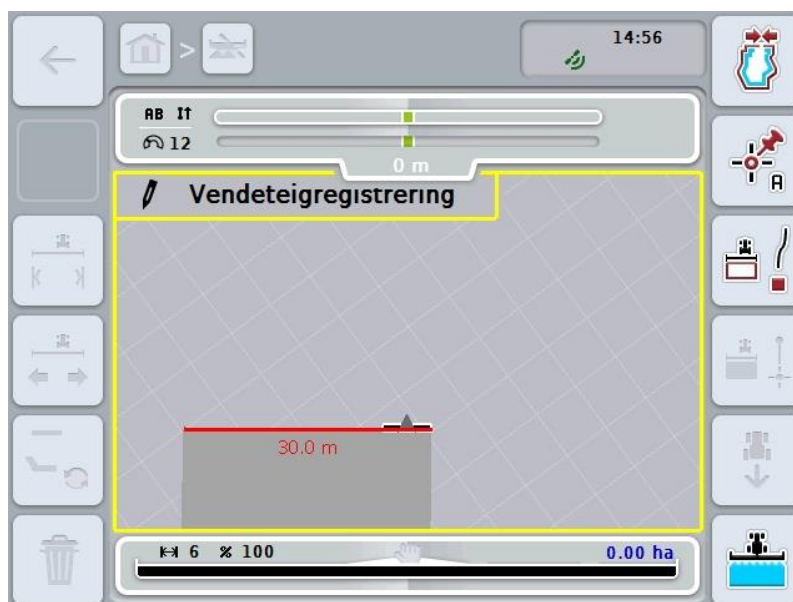 >
14:56
AB I↑
12
0 m
Vendeteigregistrering
A
30.0 m
6 % 100 0.00 ha